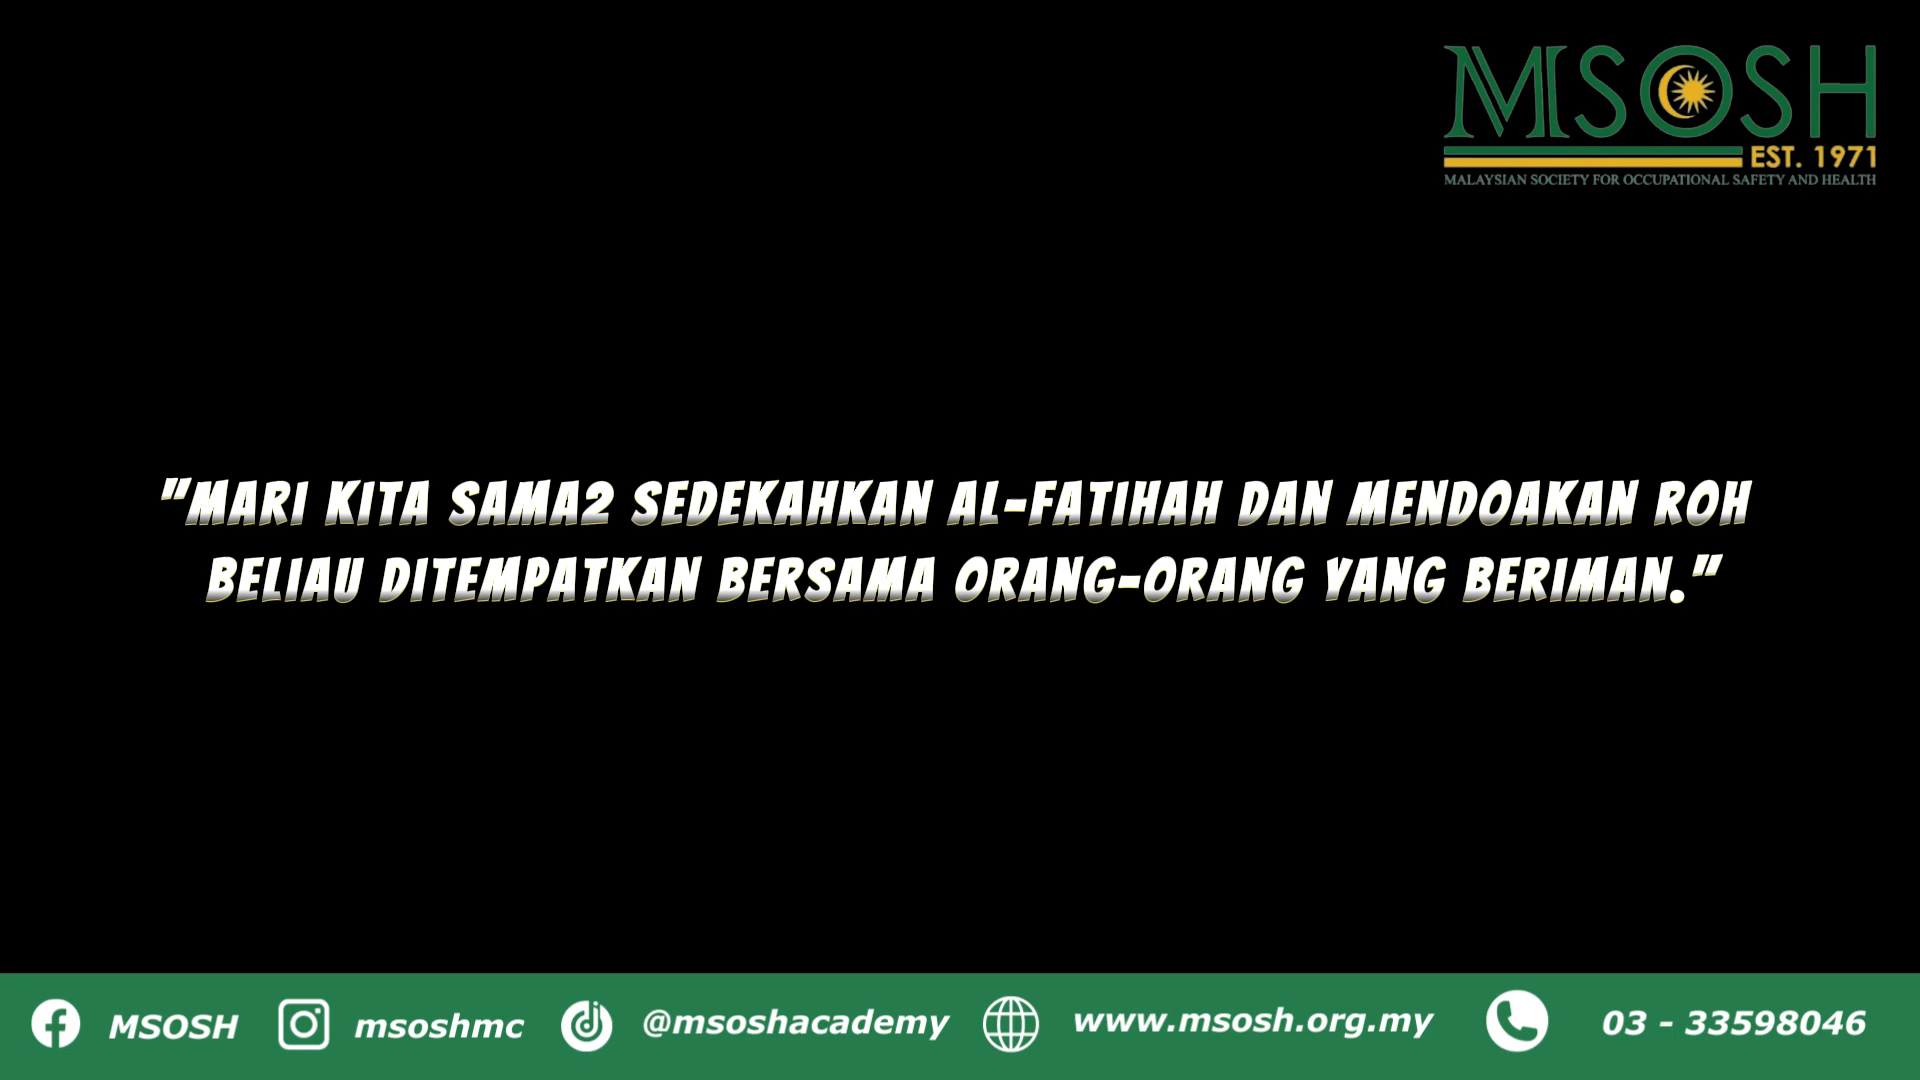 MSOSH
EST. 1971
MALAYSIAN SOCIETY FOR OCCUPATIONAL SAFETY AND HEALTH
"MARI KITA SAMA2 SEDEKAHKAN AL-FATIHAH DAN MENDOAKAN ROH
BELIAU DITEMPATKAN BERSAMA ORANG-ORANG YANG BERIMAN."
MSOSH msoshmc @msoshacademy www.msosh.org.my 03 - 33598046